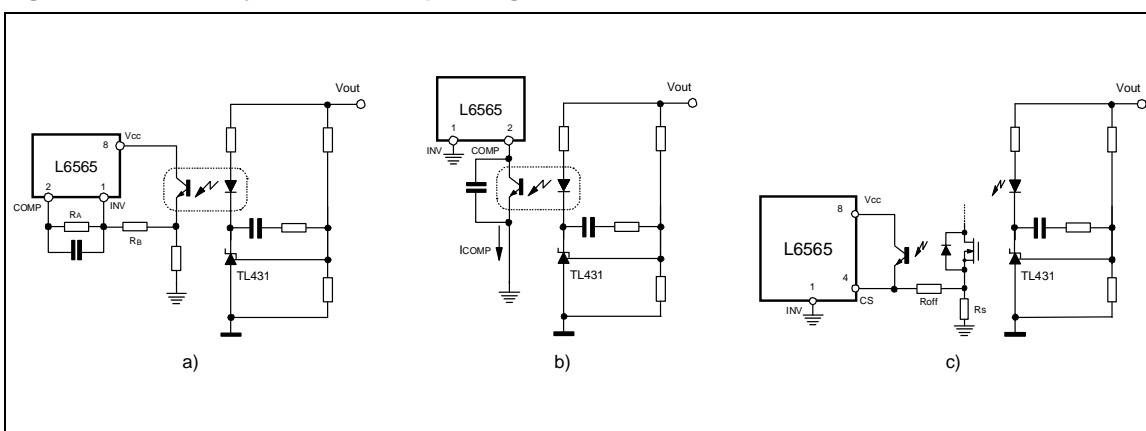 Vout
8
Vcc
L6565
2
1
COMP
INV
RA
RB
TL431
a)
L6565
1
2
INV
COMP
ICOMP
Vout
TL431
b)
Vout
8
Vcc
L6565
4
1
CS
INV
Roff
Rs
TL431
c)